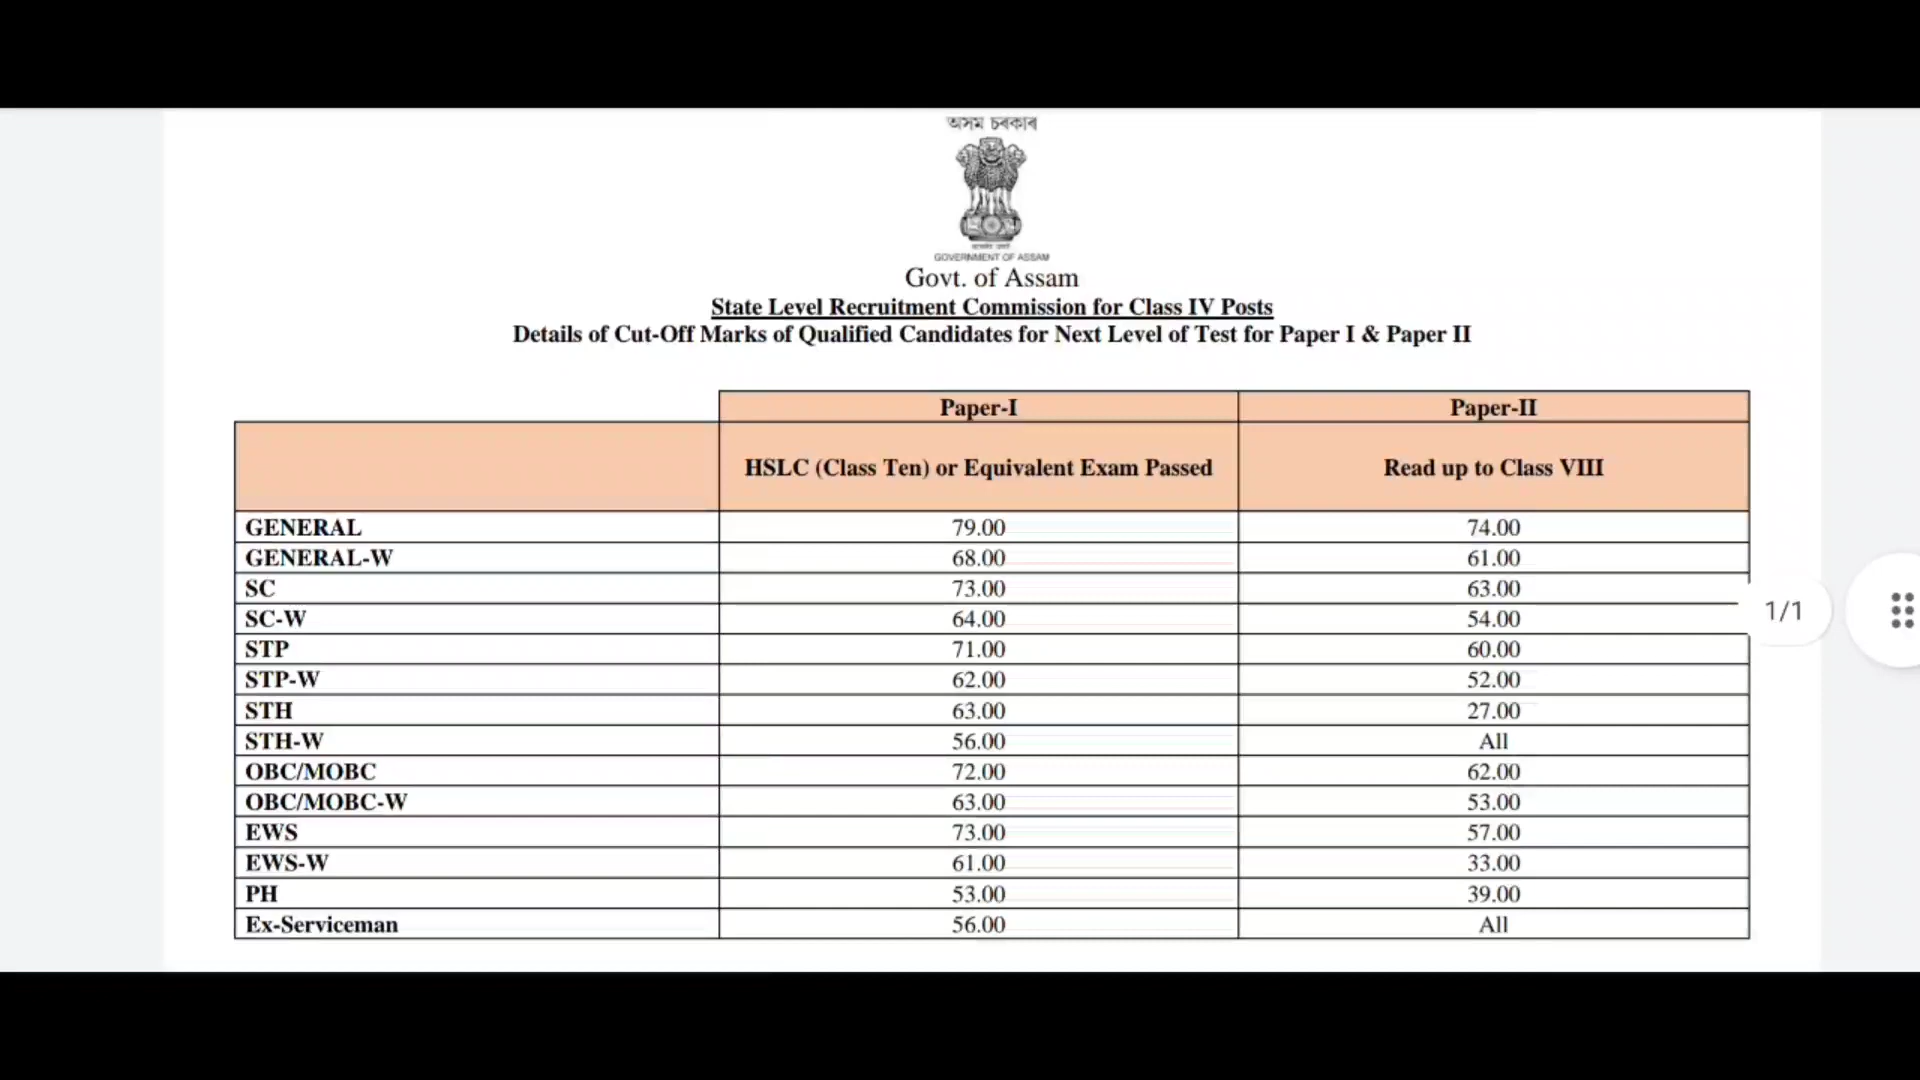 অসম চৰকাৰ
GOVERNMENT OF ASSAM
Govt. of Assam
State Level Recruitment Commission for Class IV Posts
Details of Cut-Off Marks of Qualified Candidates for Next Level of Test for Paper I & Paper II
Paper-I Paper-II
HSLC (Class Ten) or Equivalent Exam Passed Read up to Class VIII
GENERAL 79.00 74.00
GENERAL-W 68.00 61.00
SC 73.00 63.00
SC-W 64.00 54.00
1/1
STP 71.00 60.00
STP-W 62.00 52.00
STH 63.00 27.00
STH-W 56.00 All
OBC/MOBC 72.00 62.00
OBC/MOBC-W 63.00 53.00
EWS 73.00 57.00
EWS-W 61.00 33.00
PH 53.00 39.00
Ex-Serviceman 56.00 All